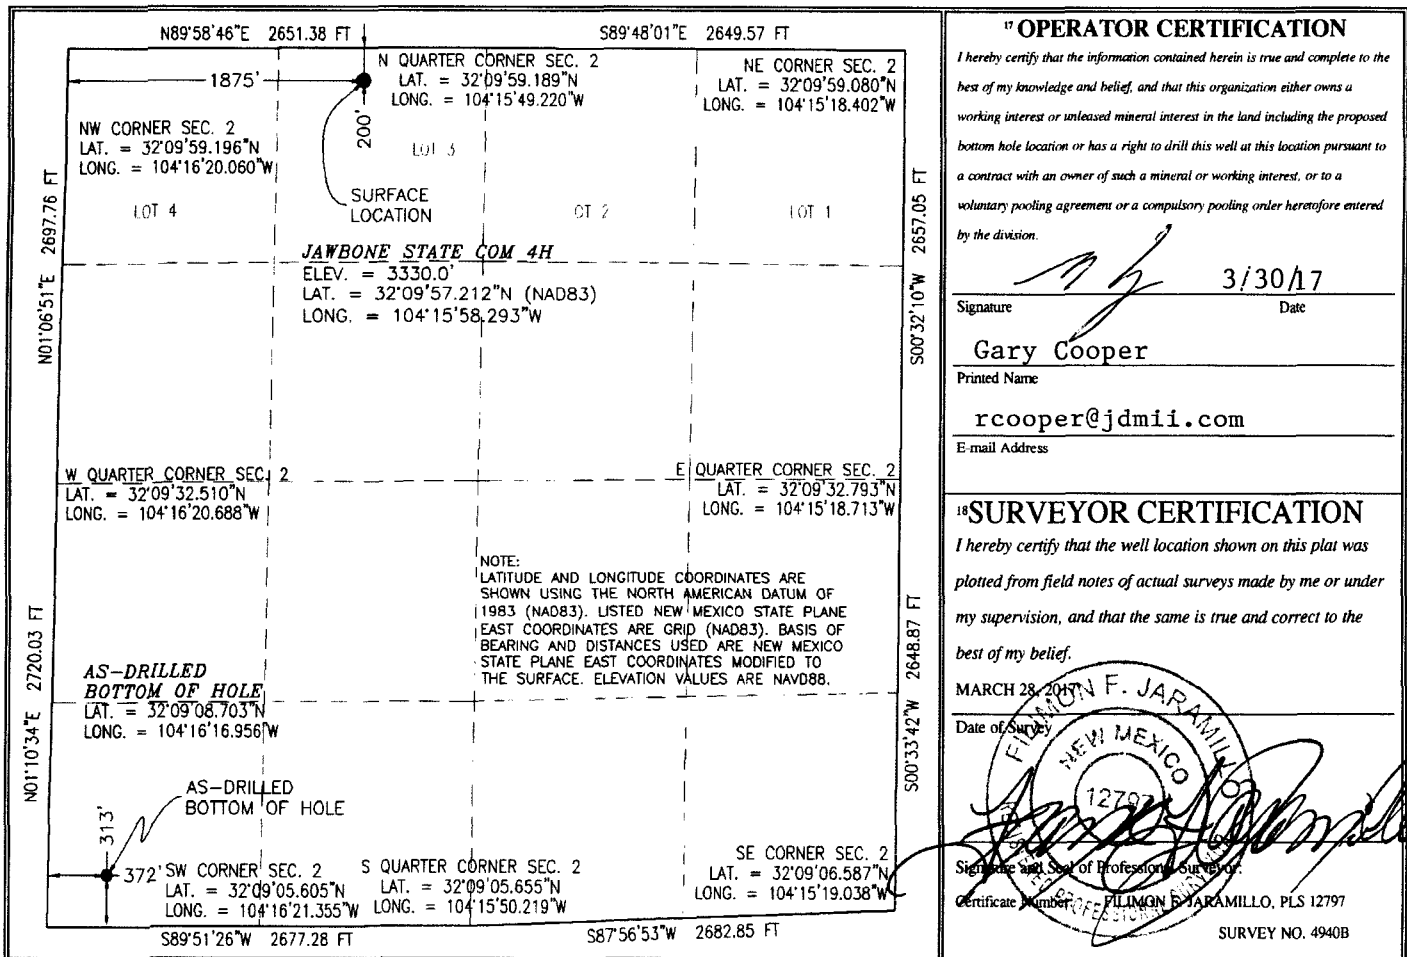 N89°58'46"E 2651.38 FT
S89°48'01"E 2649.57 FT
1875'
200'
N QUARTER CORNER SEC. 2
LAT. = 32°09'59.189"N
LONG. = 104°15'49.220"W
NE CORNER SEC. 2
LAT. = 32°09'59.080"N
LONG. = 104°15'18.402"W
NW CORNER SEC. 2
LAT. = 32°09'59.196"N
LONG. = 104°16'20.060"W
LOT 3
SURFACE
LOCATION
LOT 4
OT 2
LOT 1
N01°06'51"E 2697.76 FT
S00°32'10"W 2657.05 FT
JAWBONE STATE COM 4H
ELEV. = 3330.0'
LAT. = 32°09'57.212"N (NAD83)
LONG. = 104°15'58.293"W
W QUARTER CORNER SEC. 2
LAT. = 32°09'32.510"N
LONG. = 104°16'20.688"W
E QUARTER CORNER SEC. 2
LAT. = 32°09'32.793"N
LONG. = 104°15'18.713"W
NOTE:
LATITUDE AND LONGITUDE COORDINATES ARE
SHOWN USING THE NORTH AMERICAN DATUM OF
1983 (NAD83). LISTED NEW MEXICO STATE PLANE
EAST COORDINATES ARE GRID (NAD83). BASIS OF
BEARING AND DISTANCES USED ARE NEW MEXICO
STATE PLANE EAST COORDINATES MODIFIED TO
THE SURFACE. ELEVATION VALUES ARE NAVD88.
N01°10'34"E 2720.03 FT
S00°33'42"W 2648.87 FT
AS-DRILLED
BOTTOM OF HOLE
LAT. = 32°09'08.703"N
LONG. = 104°16'16.956"W
AS-DRILLED
BOTTOM OF HOLE
313'
372'
SW CORNER SEC. 2
LAT. = 32°09'05.605"N
LONG. = 104°16'21.355"W
S QUARTER CORNER SEC. 2
LAT. = 32°09'05.655"N
LONG. = 104°15'50.219"W
SE CORNER SEC. 2
LAT. = 32°09'06.587"N
LONG. = 104°15'19.038"W
S89°51'26"W 2677.28 FT
S87°56'53"W 2682.85 FT
17 OPERATOR CERTIFICATION
I hereby certify that the information contained herein is true and complete to the
best of my knowledge and belief, and that this organization either owns a
working interest or unleased mineral interest in the land including the proposed
bottom hole location or has a right to drill this well at this location pursuant to
a contract with an owner of such a mineral or working interest, or to a
voluntary pooling agreement or a compulsory pooling order heretofore entered
by the division.
3/30/17
Signature Date
Gary Cooper
Printed Name
rcooper@jdmii.com
E-mail Address
18 SURVEYOR CERTIFICATION
I hereby certify that the well location shown on this plat was
plotted from field notes of actual surveys made by me or under
my supervision, and that the same is true and correct to the
best of my belief.
MARCH 28, 2017
Date of Survey
FILIMON F. JARAMILLO
NEW MEXICO
12797
PROFESSIONAL
Signature and Seal of Professional Surveyor:
Certificate Number: FILIMON F. JARAMILLO, PLS 12797
SURVEY NO. 4940B